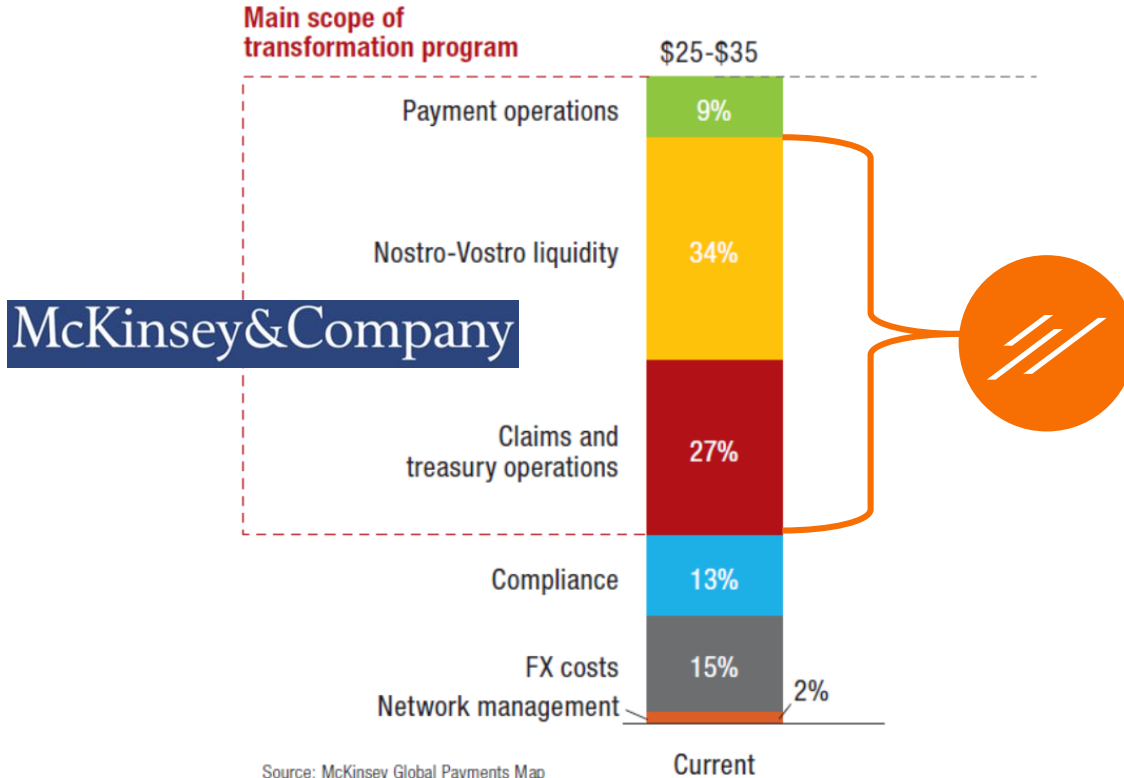 Main scope of
transformation program
$25-$35
Payment operations
9%
Nostro-Vostro liquidity
34%
McKinsey&Company
Claims and
treasury operations
27%
Compliance
13%
FX costs
15%
Network management
2%
Current
Source: McKinsey Global Payments Map